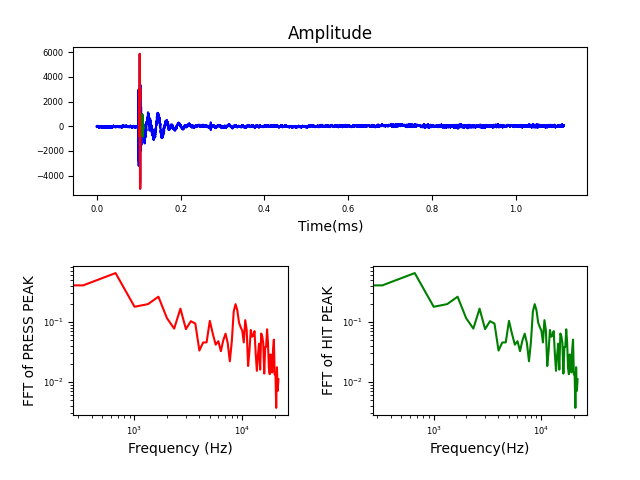 Amplitude
6000
4000
2000
0
−2000
−4000
0.0 0.2 0.4 0.6 0.8 1.0
Time(ms)
FFT of PRESS PEAK
10⁻¹
10⁻²
10³ 10⁴
Frequency (Hz)
FFT of HIT PEAK
10⁻¹
10⁻²
10³ 10⁴
Frequency(Hz)